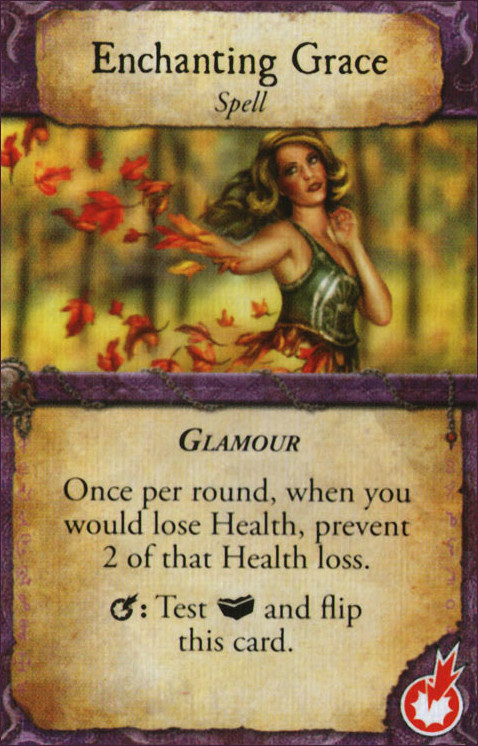 Enchanting Grace
Spell
GLAMOUR
Once per round, when you
would lose Health, prevent
2 of that Health loss.
: Test and flip
this card.